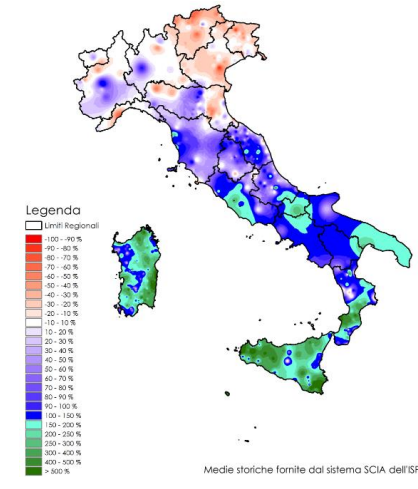 Legenda
Limiti Regionali
-100 - -90 %
-90 - -80 %
-80 - -70 %
-70 - -60 %
-60 - -50 %
-50 - -40 %
-40 - -30 %
-30 - -20 %
-20 - -10 %
-10 - 10 %
10 - 20 %
20 - 30 %
30 - 40 %
40 - 50 %
50 - 60 %
60 - 70 %
70 - 80 %
80 - 90 %
90 - 100 %
100 - 150 %
150 - 200 %
200 - 250 %
250 - 300 %
300 - 400 %
400 - 500 %
> 500 %
Medie storiche fornite dal sistema SCIA dell'ISP